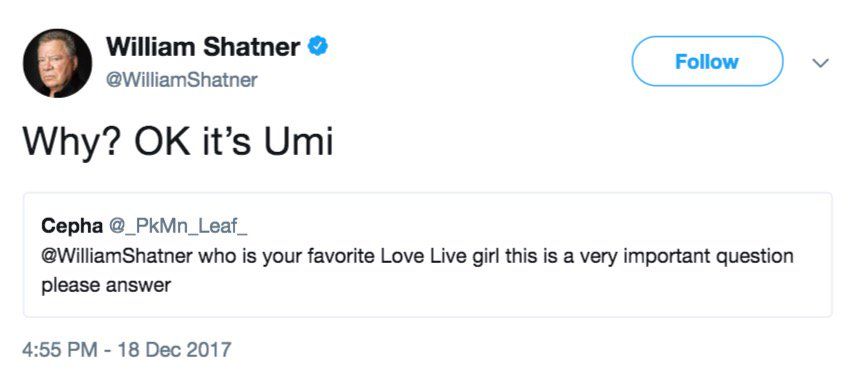 William Shatner
@WilliamShatner
Follow
Why? OK it’s Umi
Cepha @_PkMn_Leaf_
@WilliamShatner who is your favorite Love Live girl this is a very important question
please answer
4:55 PM - 18 Dec 2017